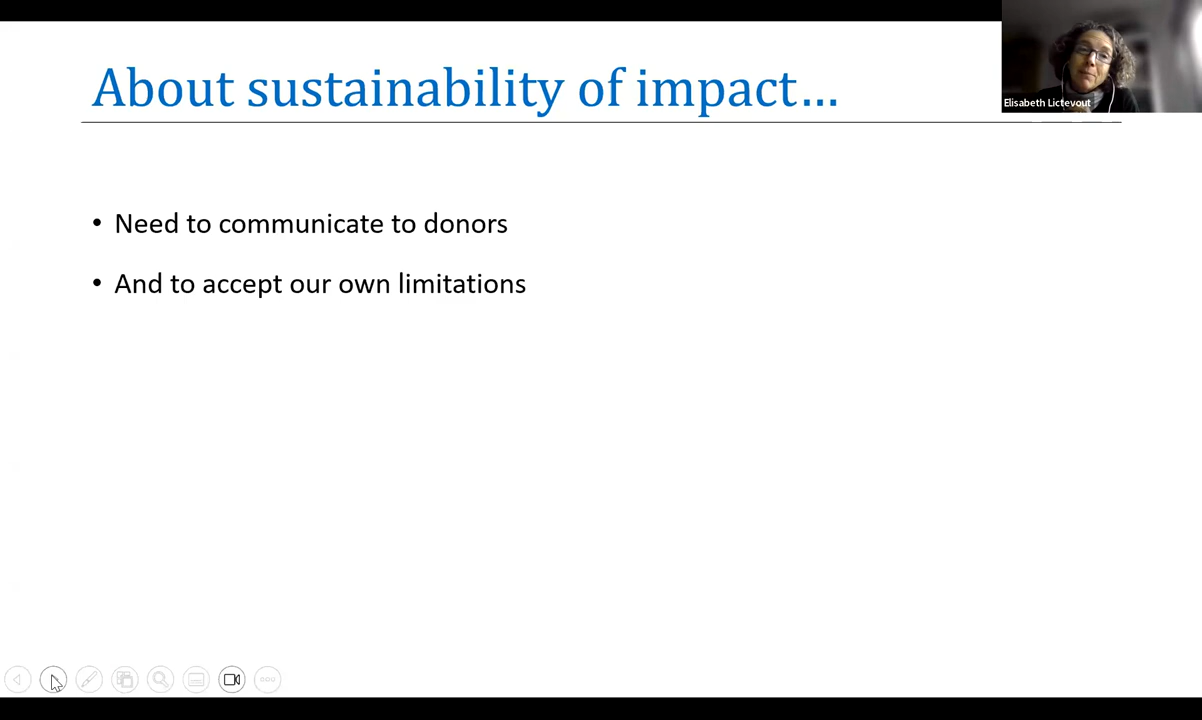 About sustainability of impact...
Elisabeth Lictevout
• Need to communicate to donors
• And to accept our own limitations